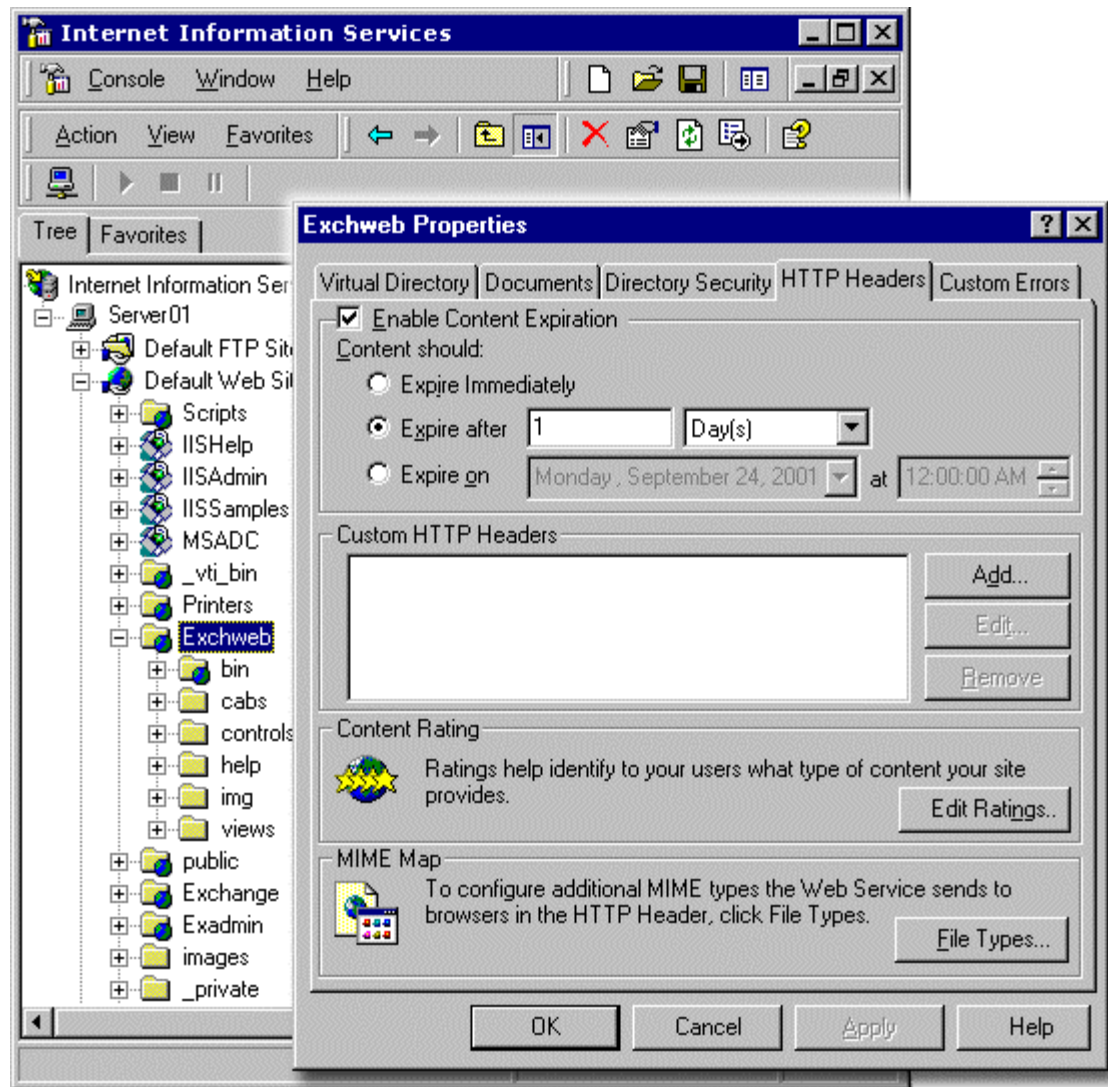 Internet Information Services
Console Window Help
Action View Favorites
Tree Favorites
Internet Information Ser
Server01
Default FTP Sit
Default Web Sit
Scripts
IISHelp
IISAdmin
IISSamples
MSADC
_vti_bin
Printers
Exchweb
bin
cabs
controls
help
img
views
public
Exchange
Exadmin
images
_private
Exchweb Properties
Virtual Directory Documents Directory Security HTTP Headers Custom Errors
Enable Content Expiration
Content should:
Expire Immediately
Expire after 1 Day(s)
Expire on Monday , September 24, 2001 at 12:00:00 AM
Custom HTTP Headers
Add...
Edit...
Remove
Content Rating
Ratings help identify to your users what type of content your site
provides.
Edit Ratings..
MIME Map
To configure additional MIME types the Web Service sends to
browsers in the HTTP Header, click File Types.
File Types...
OK Cancel Apply Help